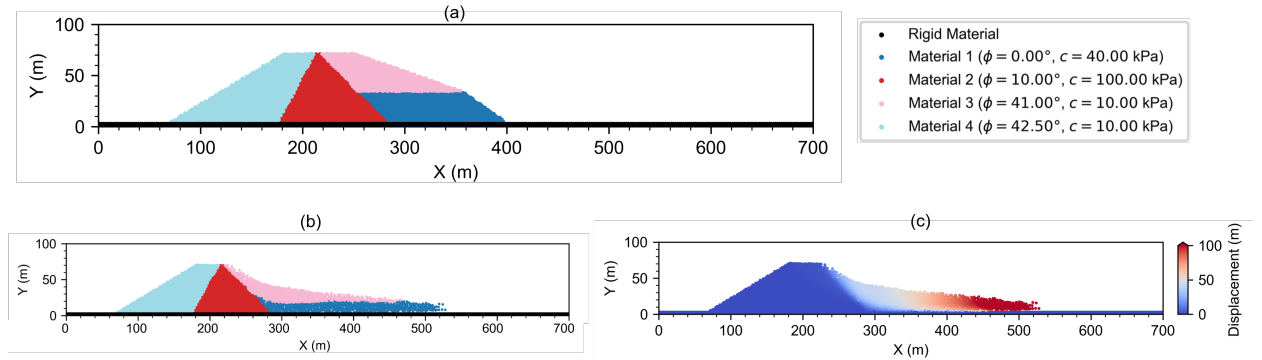 (a)
100
50
0
Y (m)
0 100 200 300 400 500 600 700
X (m)
Rigid Material
Material 1 (ϕ = 0.00°, c = 40.00 kPa)
Material 2 (ϕ = 10.00°, c = 100.00 kPa)
Material 3 (ϕ = 41.00°, c = 10.00 kPa)
Material 4 (ϕ = 42.50°, c = 10.00 kPa)
(b)
100
50
0
Y (m)
0 100 200 300 400 500 600 700
X (m)
(c)
100
50
0
Y (m)
0 100 200 300 400 500 600 700
X (m)
100
50
0
Displacement (m)